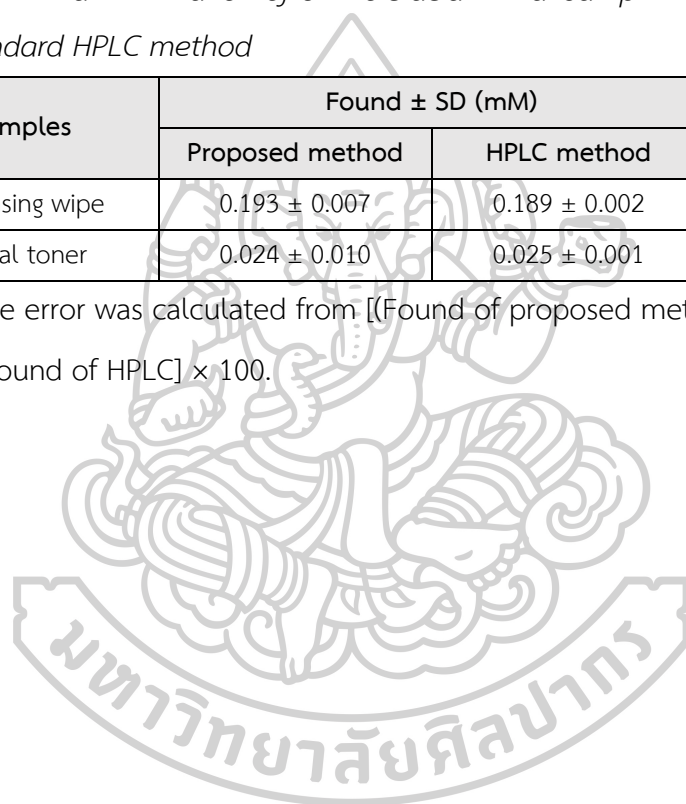 ndard HPLC method
mples
Found ± SD (mM)
Proposed method
HPLC method
sing wipe
0.193 ± 0.007
0.189 ± 0.002
al toner
0.024 ± 0.010
0.025 ± 0.001
e error was calculated from [(Found of proposed met
ound of HPLC] × 100.
มหาวิทยาลัยศิลปากร